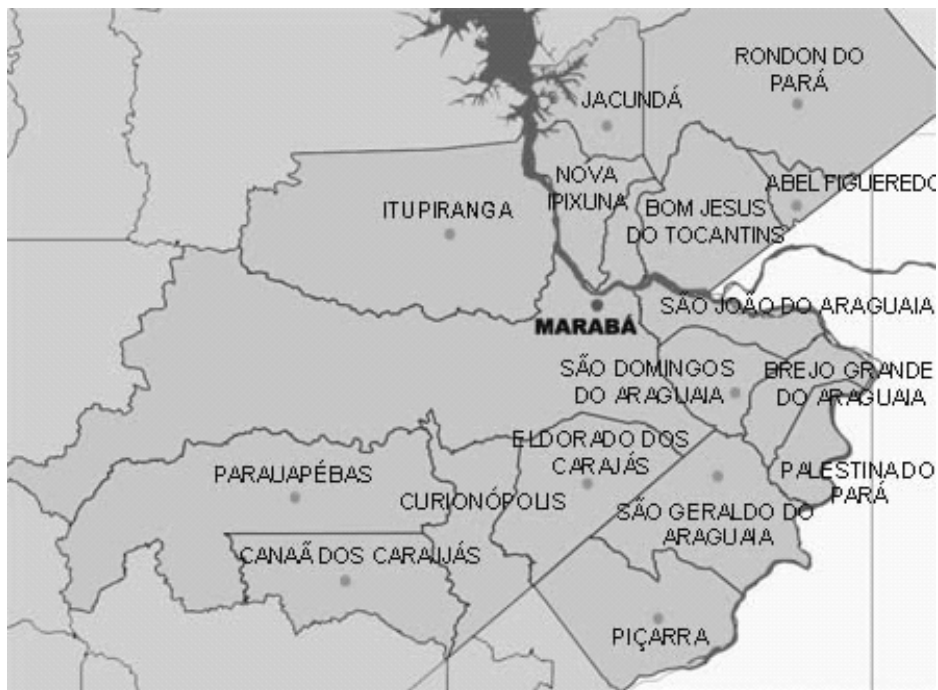 RONDON DO
PARÁ
JACUNDÁ
NOVA
IPIXUNA
ABEL FIGUEREDO
ITUPIRANGA
BOM JESUS
DO TOCANTINS
SÃO JOÃO DO ARAGUAIA
MARABÁ
SÃO DOMINGOS
DO ARAGUAIA
BREJO GRANDE
DO ARAGUAIA
ELDORADO DOS
CARAJÁS
PARAUAPÉBAS
CURIONÓPOLIS
PALESTINA DO
PARÁ
SÃO GERALDO DO
ARAGUAIA
CANAÃ DOS CARAJÁS
PIÇARRA